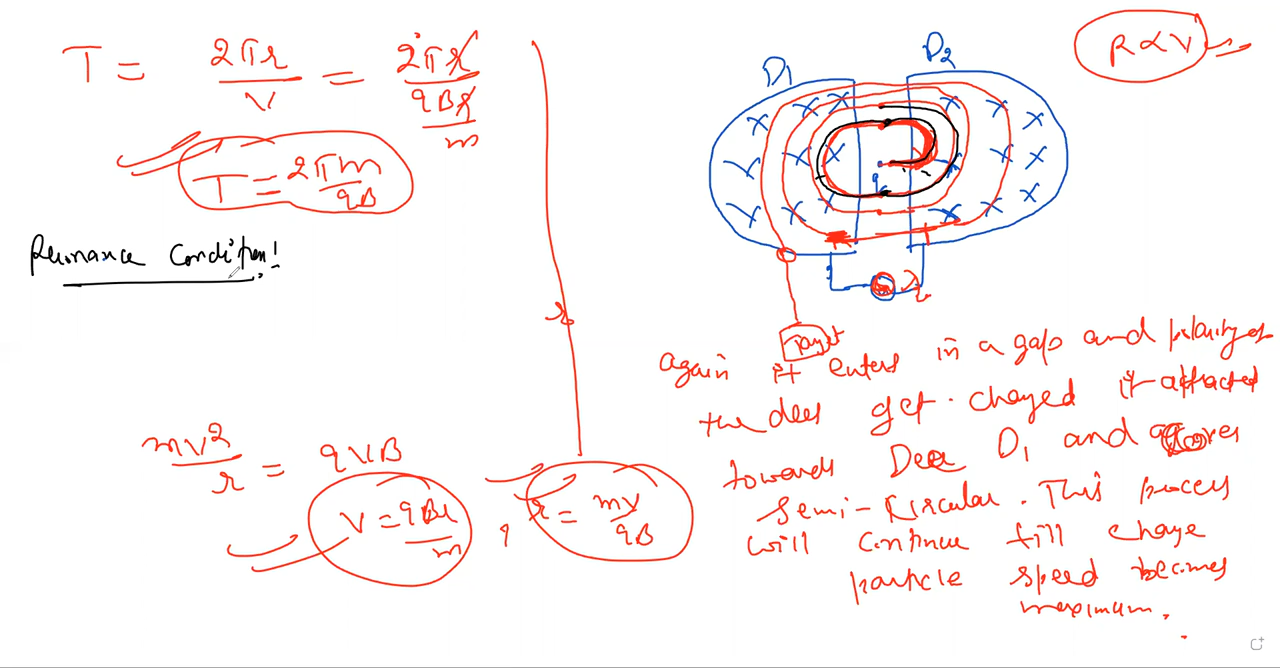 T = 2πr/V = 2πr/(qBr/m)
T = 2πm/qB
Resonance Condition!
mv²/r = qVB
V = qBr/m , r = mv/qB
R ∝ V
D₁ D₂
q
Target
again it enters in a gap and polarity of
the dees get changed it attracted
towards Dee D₁ and
semi-circular. This process
will continue till charge
particle speed becomes
maximum.